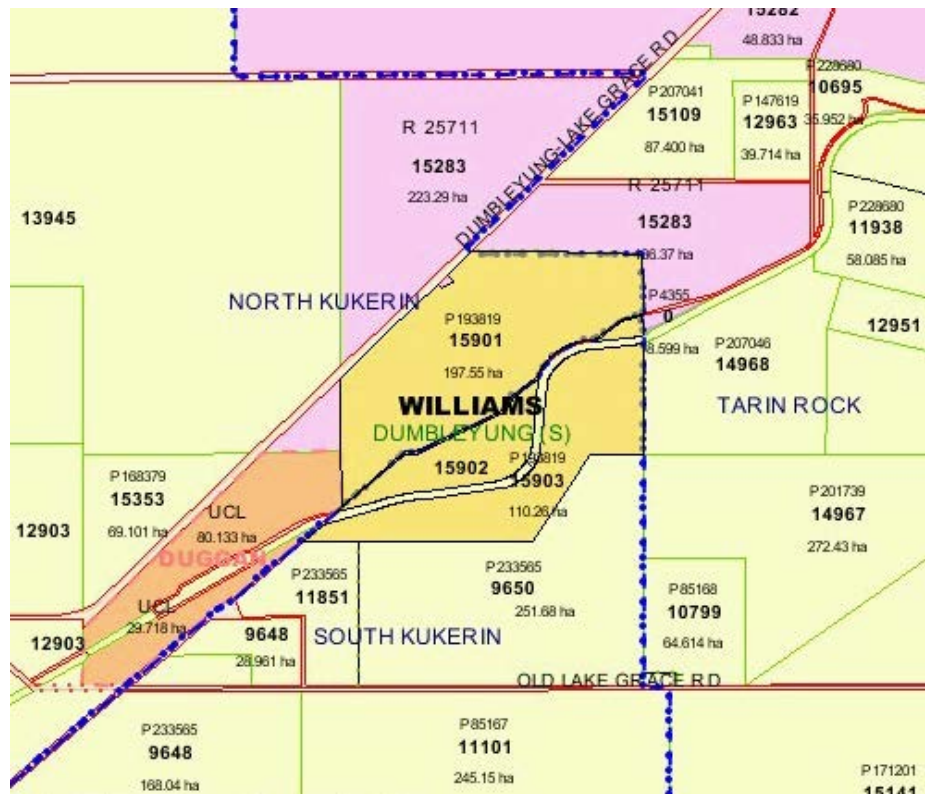 15282
48.833 ha
DUMBLEYUNG-LAKE GRACE RD
P228680
10695
35.952 ha
P207041
15109
87.400 ha
P147619
12963
39.714 ha
R 25711
15283
223.29 ha
R 25711
15283
36.37 ha
13945
P228680
11938
58.085 ha
NORTH KUKERIN
P193819
15901
197.55 ha
P4355
0
8.599 ha
12951
P207046
14968
WILLIAMS
DUMBLEYUNG (S)
TARIN ROCK
15902
P193819
15903
110.26 ha
P168379
15353
69.101 ha
12903
UCL
80.133 ha
DUGGAN
P201739
14967
272.43 ha
P233565
11851
P233565
9650
251.68 ha
P85168
10799
64.614 ha
UCL
29.718 ha
12903
9648
28.961 ha
SOUTH KUKERIN
OLD LAKE GRACE RD
P233565
9648
168.04 ha
P85167
11101
245.15 ha
P171201
15141